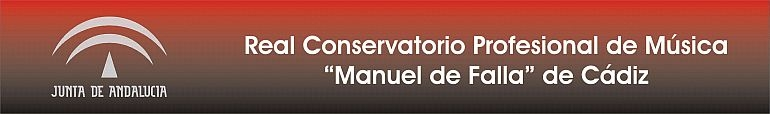 Real Conservatorio Profesional de Música
“Manuel de Falla” de Cádiz
JUNTA DE ANDALUCIA